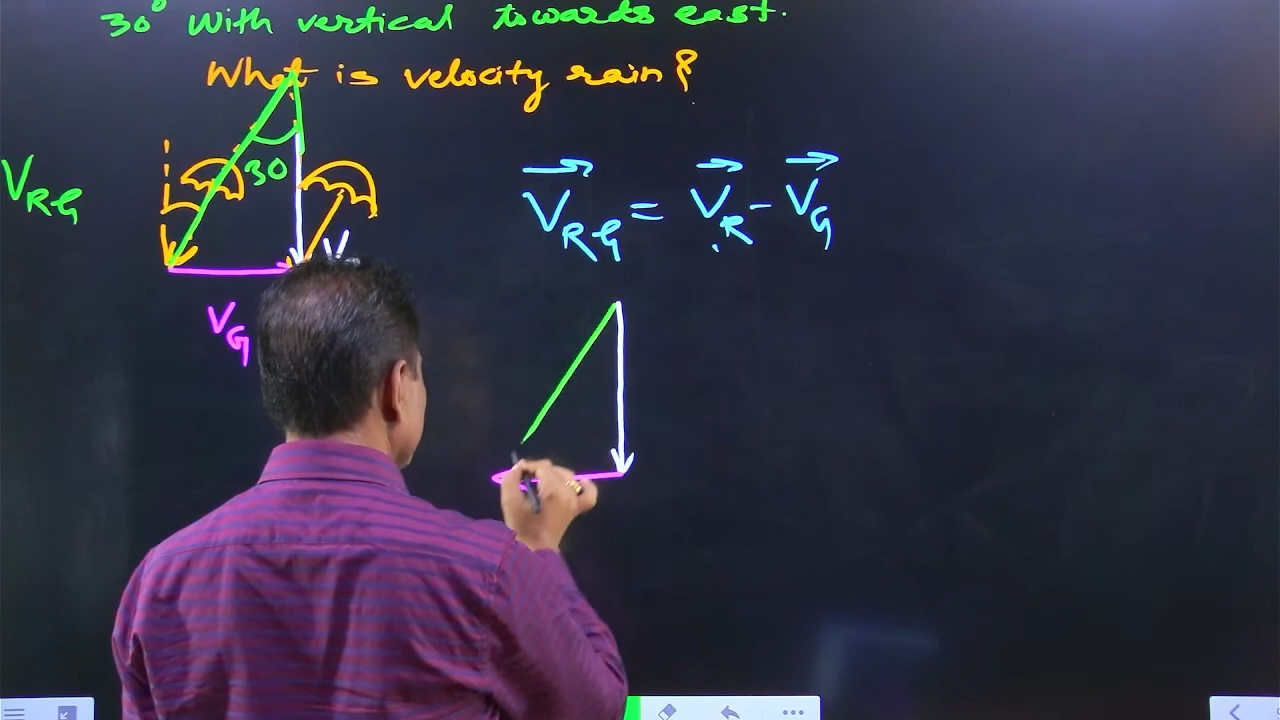 30° With vertical towards east.
What is velocity rain?
V_RG
30
V_RG = V_R - V_G
V_G